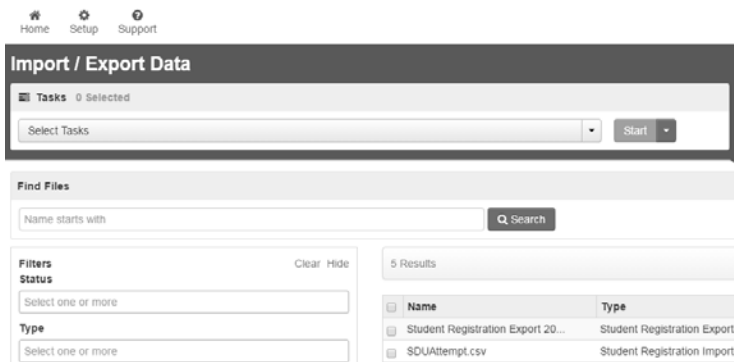 Home Setup Support
Import / Export Data
Tasks 0 Selected
Select Tasks Start
Find Files
Name starts with Search
Filters Clear Hide
Status
Select one or more
Type
Select one or more
5 Results
Name Type
Student Registration Export 20... Student Registration Export
SDUAttempt.csv Student Registration Import